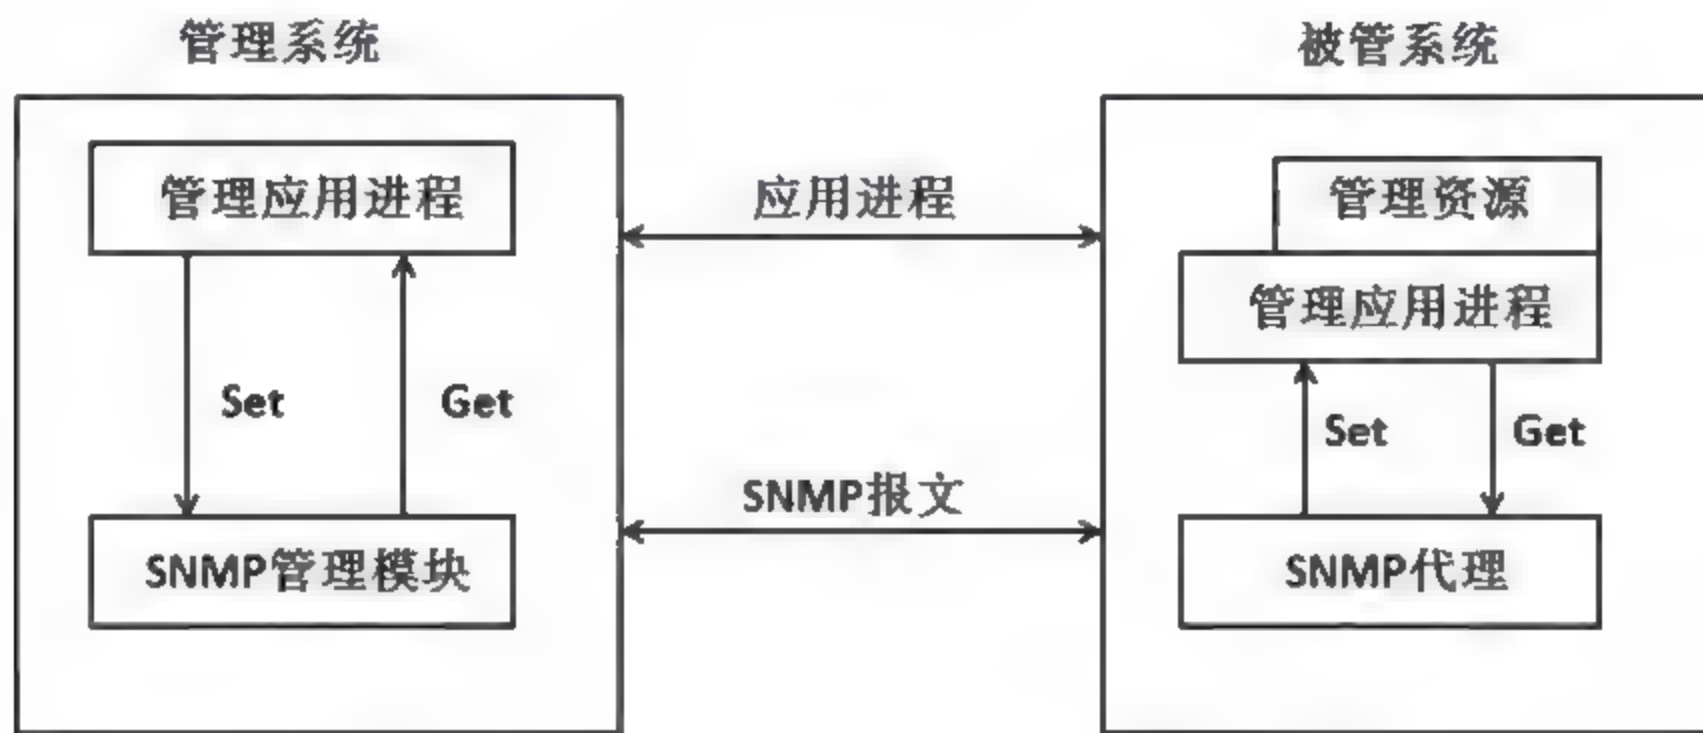 管理系统
被管系统
管理应用进程
应用进程
管理资源
管理应用进程
Set
Get
Set
Get
SNMP报文
SNMP管理模块
SNMP代理